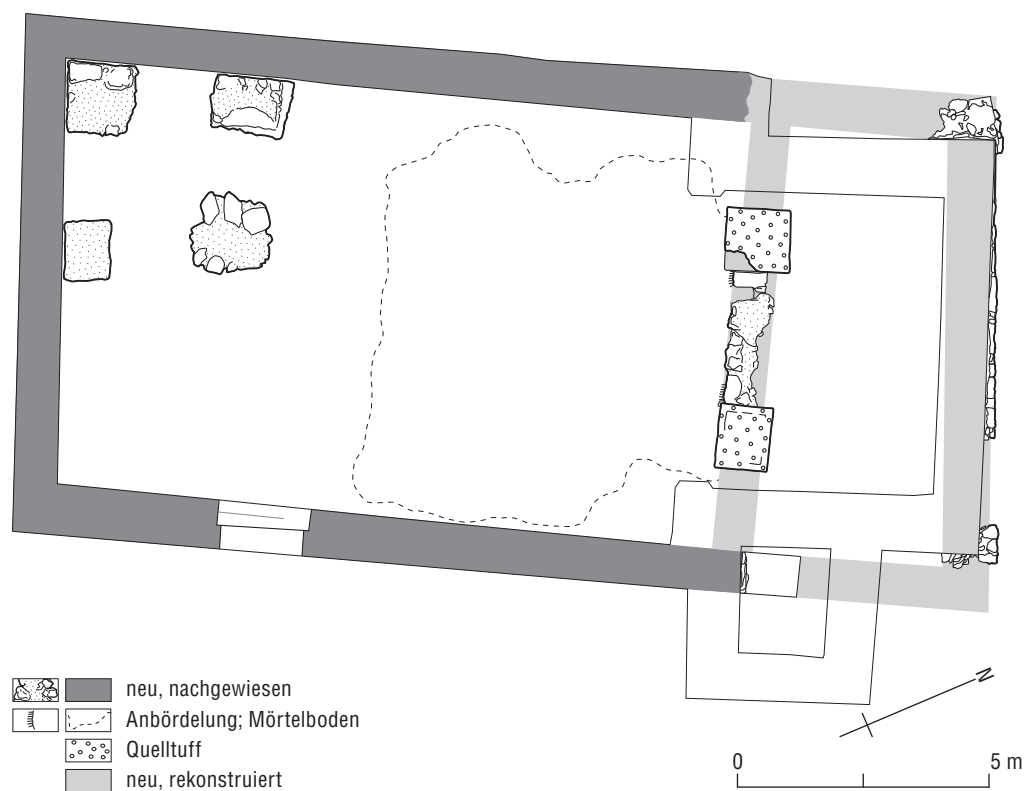 neu, nachgewiesen
Anbördelung; Mörtelboden
Quelltuff
neu, rekonstruiert
N
0 5 m